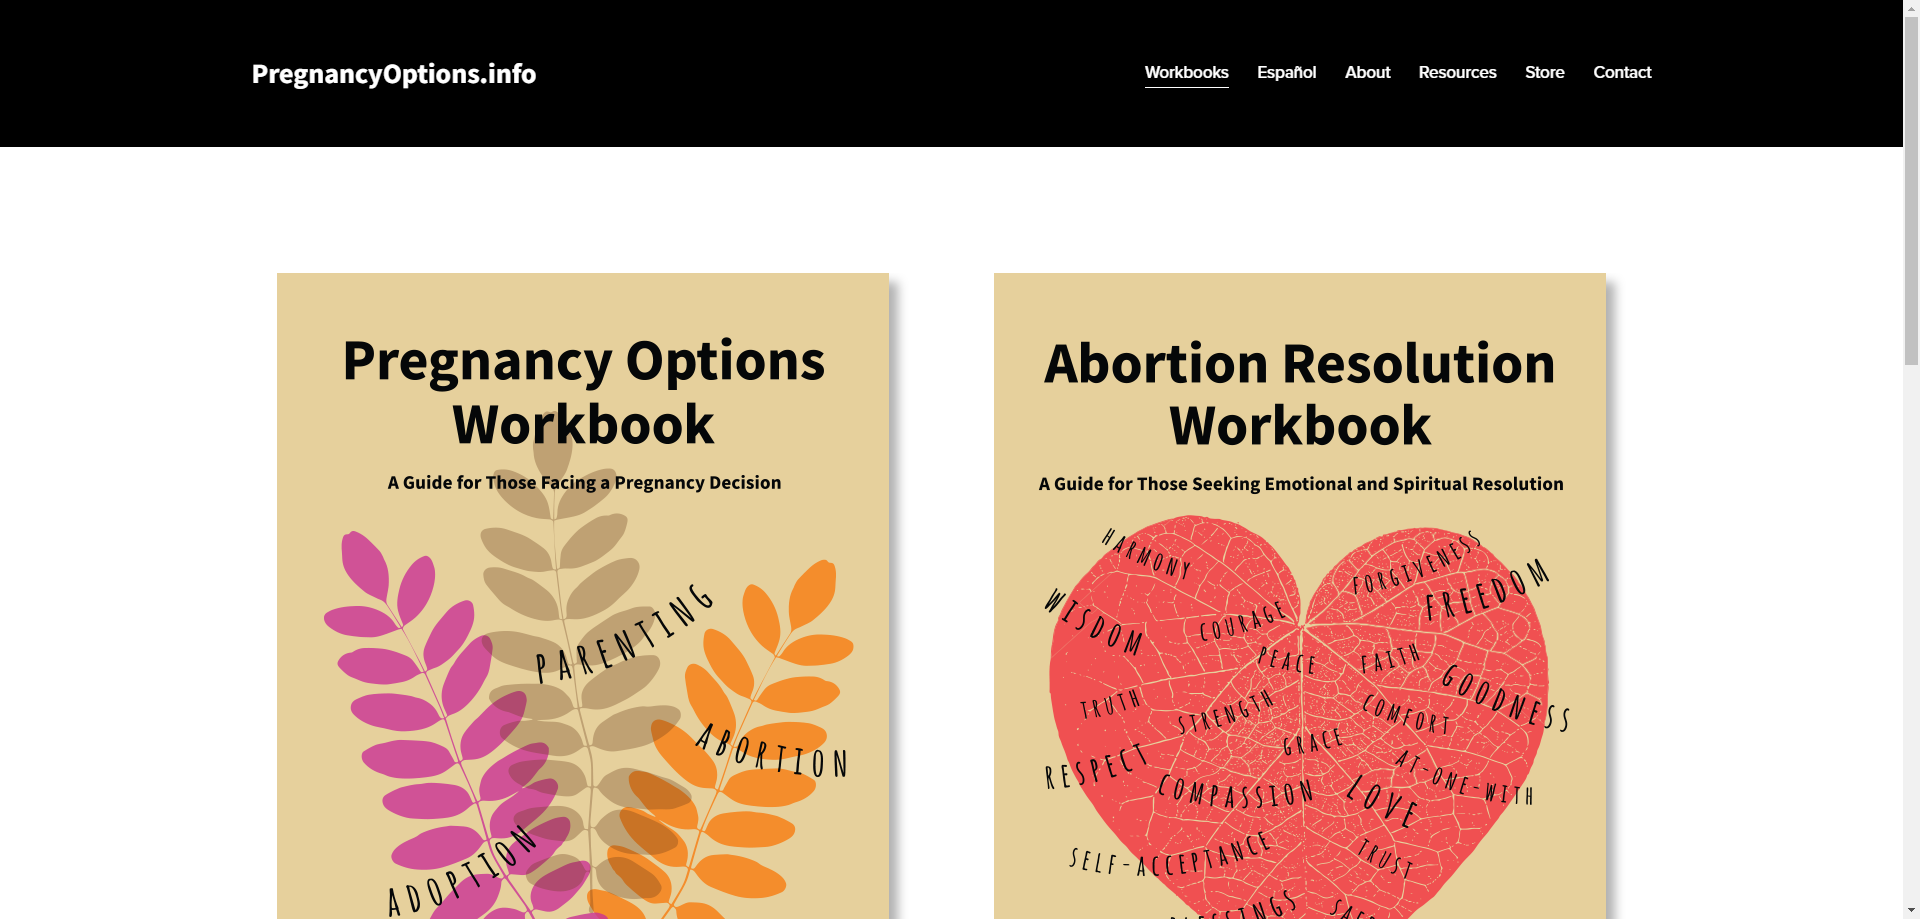 PregnancyOptions.info
Workbooks Español About Resources Store Contact
Pregnancy Options
Workbook
A Guide for Those Facing a Pregnancy Decision
PARENTING
ABORTION
ADOPTION
Abortion Resolution
Workbook
A Guide for Those Seeking Emotional and Spiritual Resolution
HARMONY
FORGIVENESS
WISDOM
FREEDOM
COURAGE
PEACE
FAITH
GOODNESS
TRUTH
STRENGTH
COMFORT
GRACE
RESPECT
AT-ONE-WITH
COMPASSION
LOVE
SELF-ACCEPTANCE
TRUST